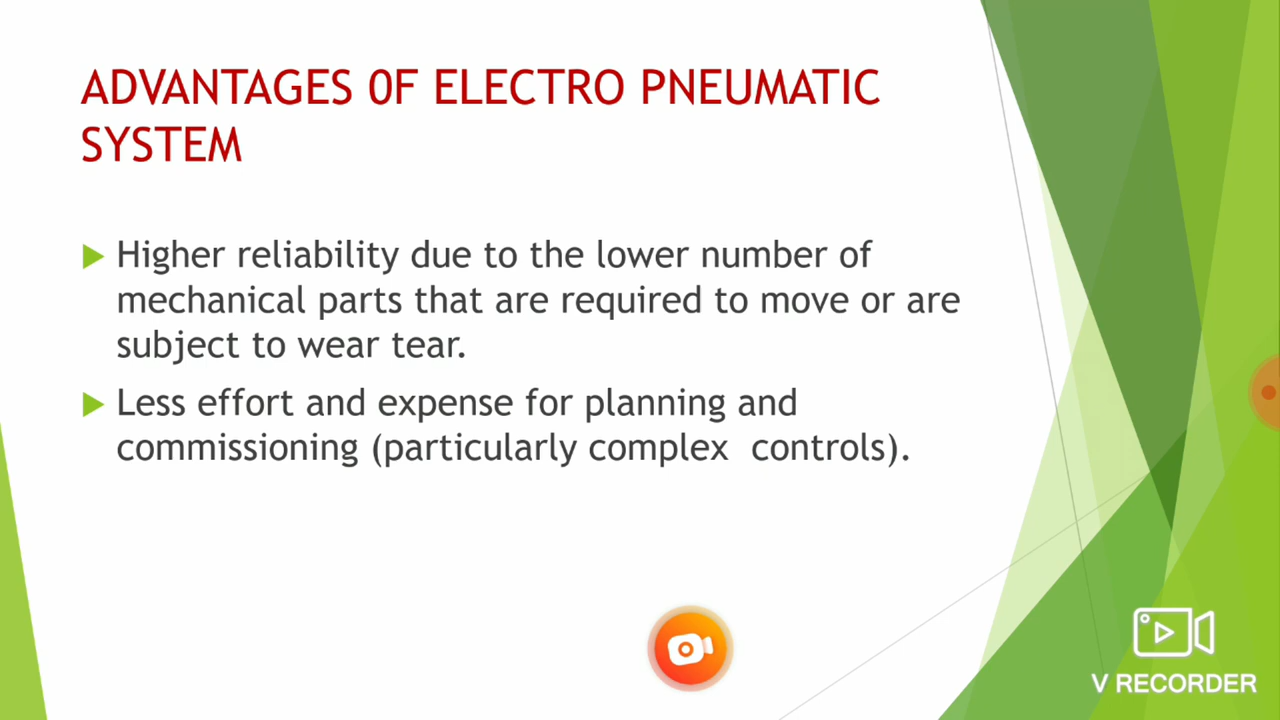 ADVANTAGES 0F ELECTRO PNEUMATIC
SYSTEM
Higher reliability due to the lower number of
mechanical parts that are required to move or are
subject to wear tear.
Less effort and expense for planning and
commissioning (particularly complex  controls).
V RECORDER